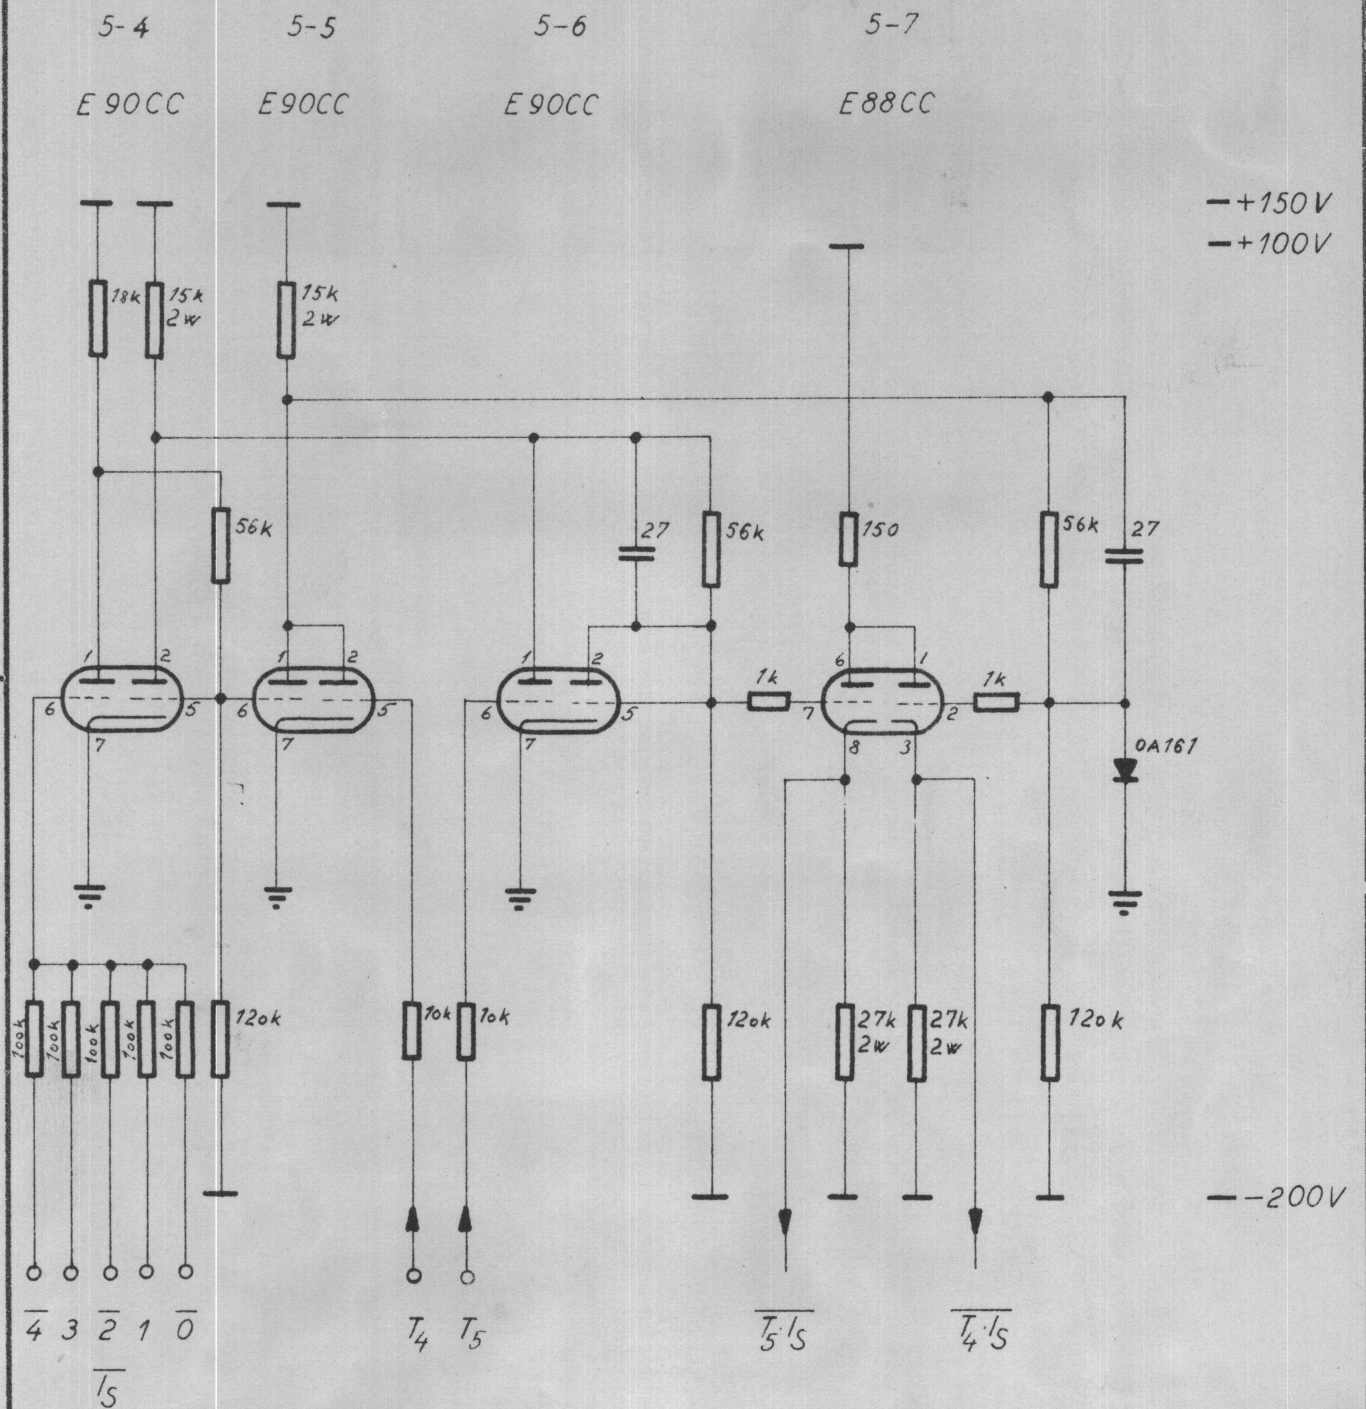 5-4 5-5 5-6 5-7
E90CC E90CC E90CC E88CC
+150V
+100V
18k 15k 15k
2w 2w
56k 27 56k 150 56k 27
1 2 1 2 1 2 6 1
1k 1k
6 5 6 5 6 5 7 2
7 7 7 8 3
OA161
100k 100k 100k 100k 100k 120k 10k 10k 120k 27k 27k 120k
2w 2w
-200V
4 3 2 1 0 T4 T5 T5·IS T4·IS
IS